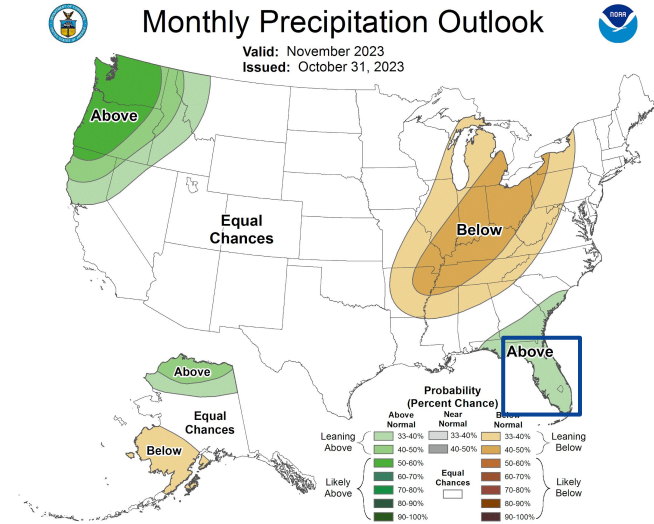 Monthly Precipitation Outlook
NOAA
Valid: November 2023
Issued: October 31, 2023
Above
Equal
Chances
Below
Above
Above
Equal
Chances
Below
Probability
(Percent Chance)
Above Near Below
Normal Normal Normal
Leaning
Above
33-40% 33-40% 33-40%
40-50% 40-50% 40-50%
Leaning
Below
Likely
Above
50-60% 50-60%
60-70% 60-70%
70-80% 70-80%
80-90% 80-90%
90-100% 90-100%
Equal
Chances
Likely
Below